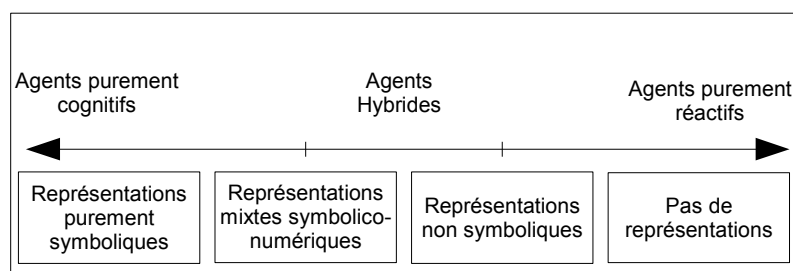 Agents purement
cognitifs
Agents
Hybrides
Agents purement
réactifs
Représentations
purement
symboliques
Représentations
mixtes symbolico-
numériques
Représentations
non symboliques
Pas de
représentations